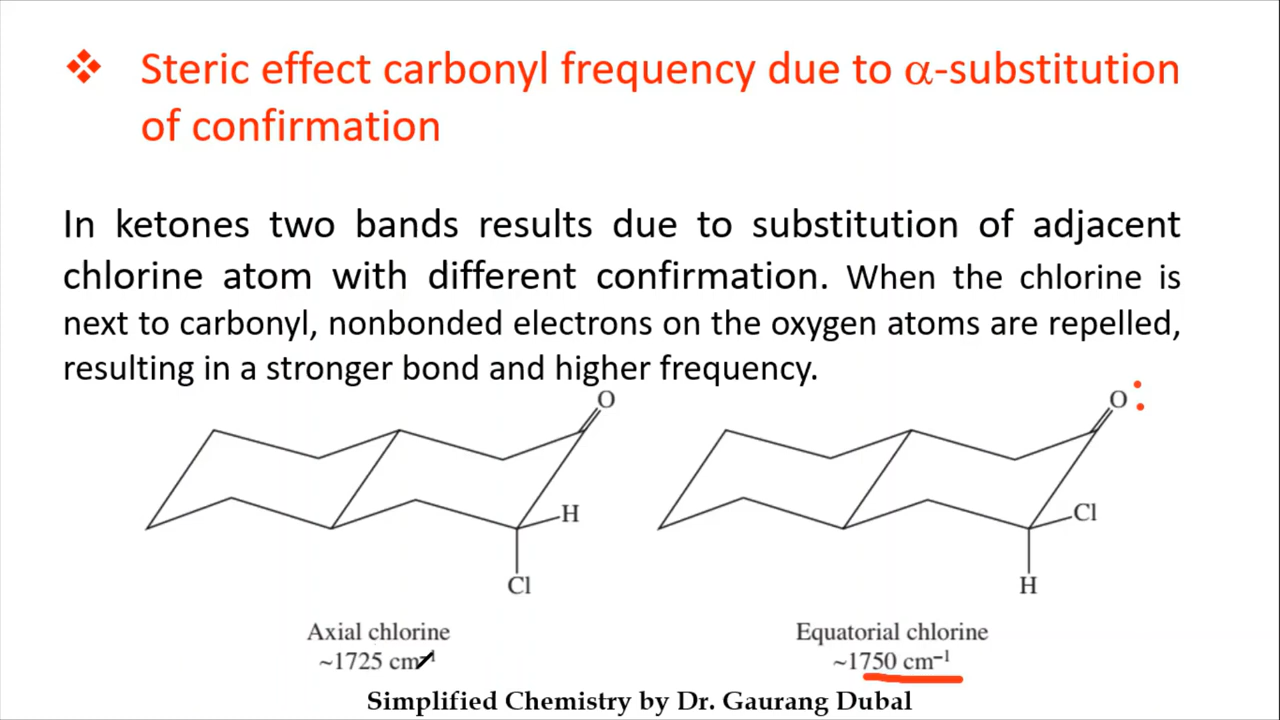 ❖ Steric effect carbonyl frequency due to α-substitution
of confirmation
In ketones two bands results due to substitution of adjacent
chlorine atom with different confirmation. When the chlorine is
next to carbonyl, nonbonded electrons on the oxygen atoms are repelled,
resulting in a stronger bond and higher frequency.
O O
H Cl
Cl H
Axial chlorine Equatorial chlorine
~1725 cm⁻¹ ~1750 cm⁻¹
Simplified Chemistry by Dr. Gaurang Dubal